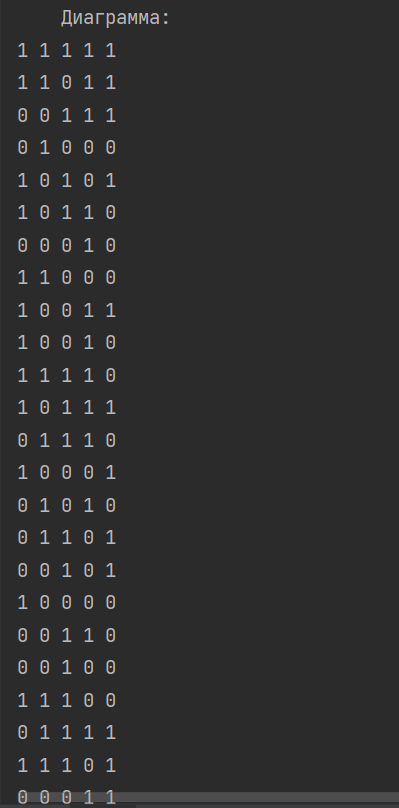 Диаграмма:
1 1 1 1 1
1 1 0 1 1
0 0 1 1 1
0 1 0 0 0
1 0 1 0 1
1 0 1 1 0
0 0 0 1 0
1 1 0 0 0
1 0 0 1 1
1 0 0 1 0
1 1 1 1 0
1 0 1 1 1
0 1 1 1 0
1 0 0 0 1
0 1 0 1 0
0 1 1 0 1
0 0 1 0 1
1 0 0 0 0
0 0 1 1 0
0 0 1 0 0
1 1 1 0 0
0 1 1 1 1
1 1 1 0 1
0 0 0 1 1